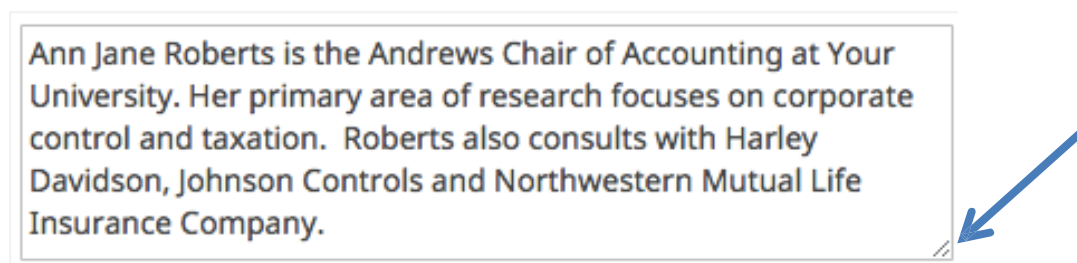 Ann Jane Roberts is the Andrews Chair of Accounting at Your
University. Her primary area of research focuses on corporate
control and taxation.  Roberts also consults with Harley
Davidson, Johnson Controls and Northwestern Mutual Life
Insurance Company.